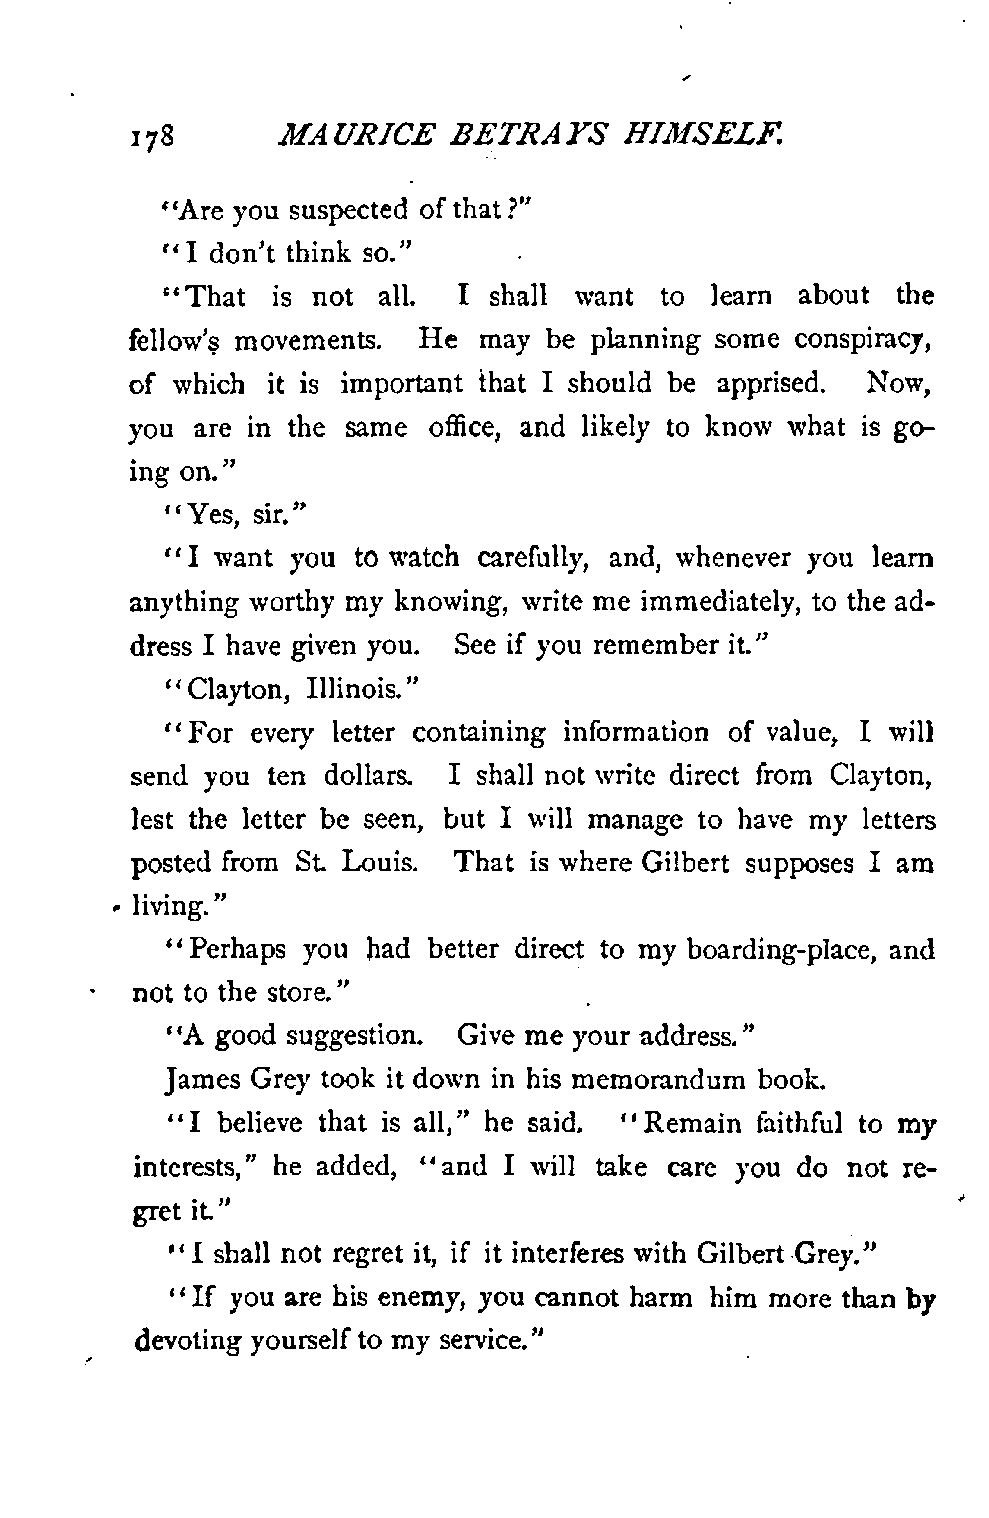 178 MAURICE BETRAYS HIMSELF.
"Are you suspected of that?"
"I don't think so."
"That is not all. I shall want to learn about the
fellow's movements. He may be planning some conspiracy,
of which it is important that I should be apprised. Now,
you are in the same office, and likely to know what is go-
ing on."
"Yes, sir."
"I want you to watch carefully, and, whenever you learn
anything worthy my knowing, write me immediately, to the ad-
dress I have given you. See if you remember it."
"Clayton, Illinois."
"For every letter containing information of value, I will
send you ten dollars. I shall not write direct from Clayton,
lest the letter be seen, but I will manage to have my letters
posted from St. Louis. That is where Gilbert supposes I am
living."
"Perhaps you had better direct to my boarding-place, and
not to the store."
"A good suggestion. Give me your address."
James Grey took it down in his memorandum book.
"I believe that is all," he said. "Remain faithful to my
interests," he added, "and I will take care you do not re-
gret it."
"I shall not regret it, if it interferes with Gilbert Grey."
"If you are his enemy, you cannot harm him more than by
devoting yourself to my service."